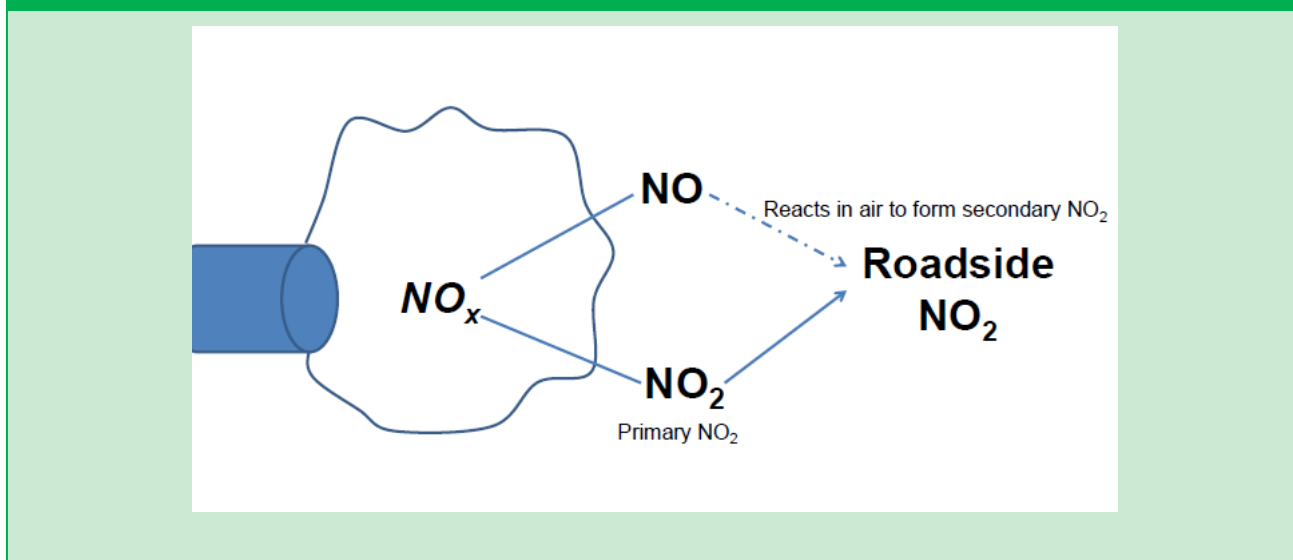 NO
Reacts in air to form secondary NO₂
Roadside
NO₂
NOₓ
NO₂
Primary NO₂